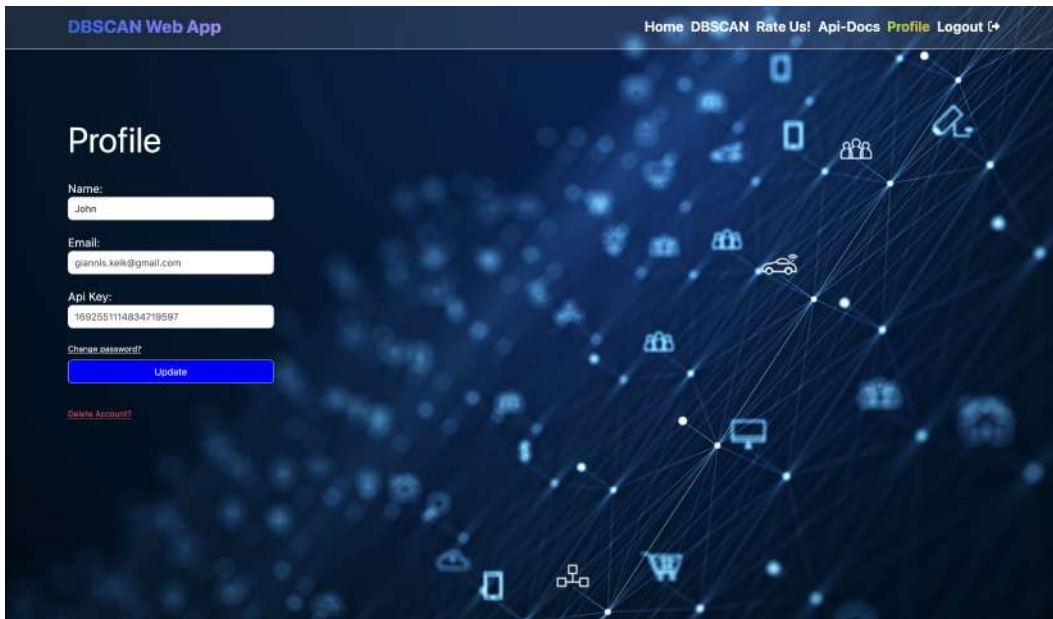 DBSCAN Web App
Home DBSCAN Rate Us! Api-Docs Profile Logout
Profile
Name:
John
Email:
giannis.keik@gmail.com
Api Key:
1692551114834719597
Change password?
Update
Delete Account?